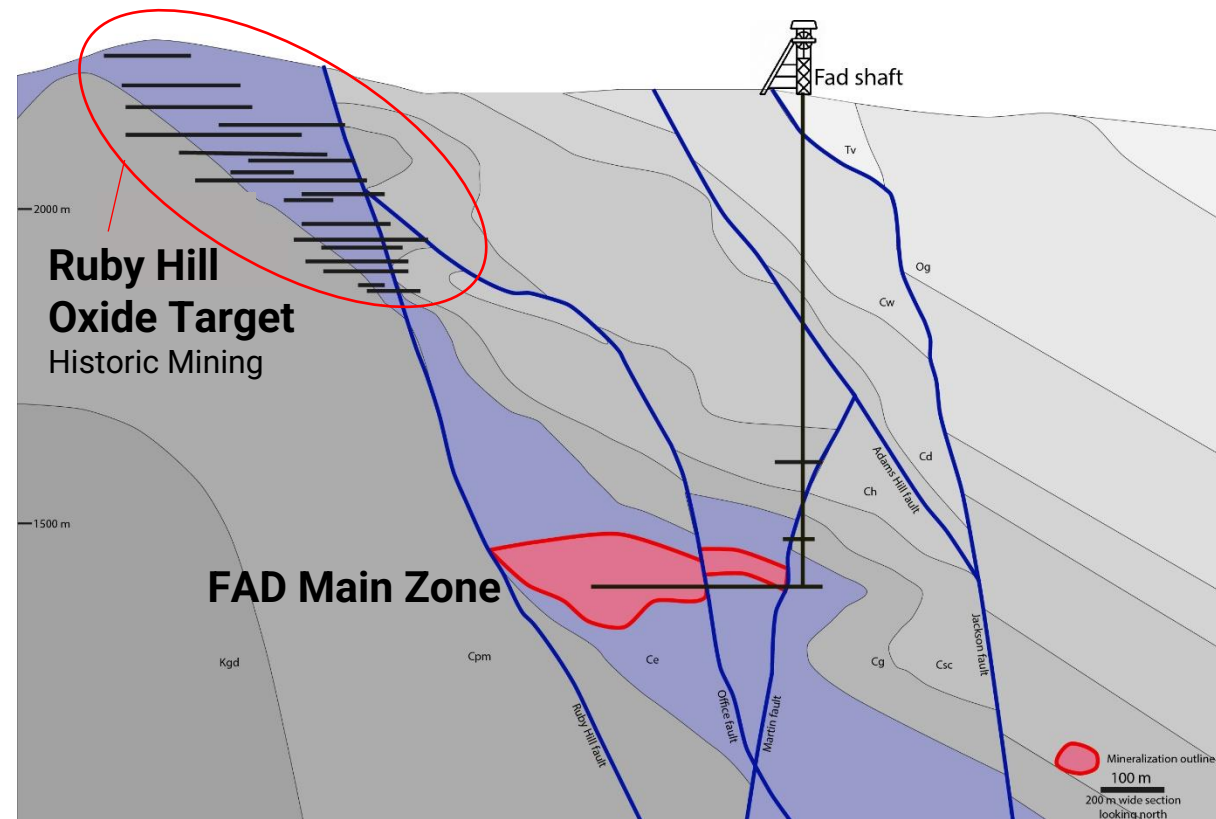 Fad shaft
Tv
2000 m
Ruby Hill
Oxide Target
Historic Mining
Og
Cw
Cd
Adams Hill fault
Ch
1500 m
FAD Main Zone
Kgd
Cpm
Ce
Cg
Csc
Jackson fault
Ruby Hill fault
Office fault
Martin fault
Mineralization outline
100 m
200 m wide section
looking north